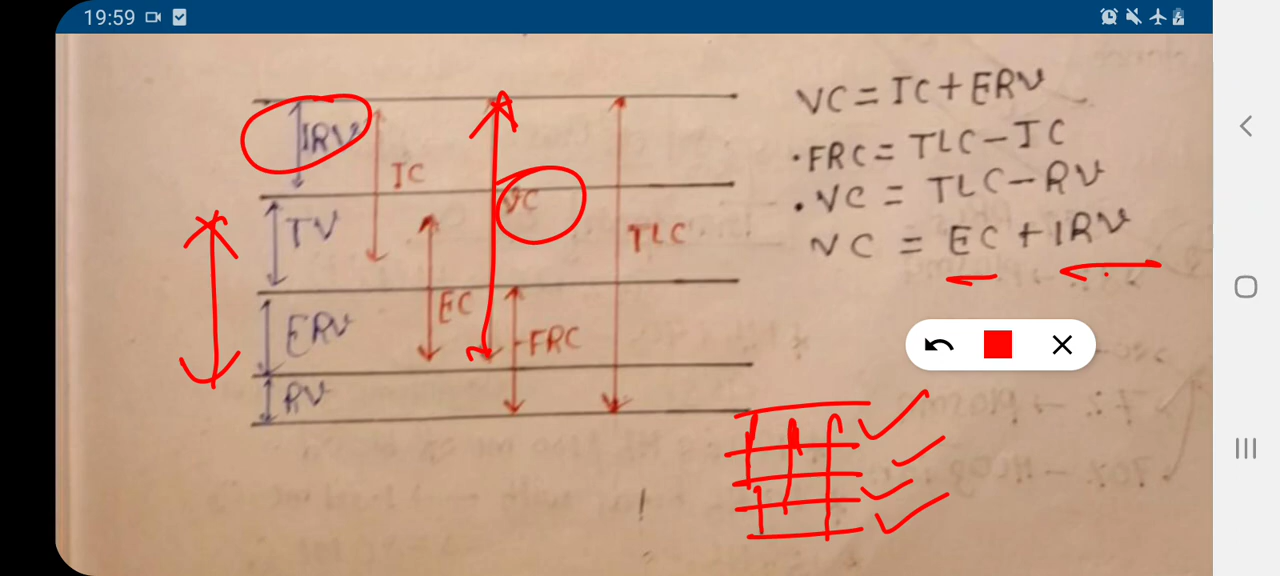 19:59
IRV
IC
VC
TV
TLC
EC
ERV
FRC
RV
VC = IC + ERV
• FRC = TLC - IC
• VC = TLC - RV
VC = EC + IRV